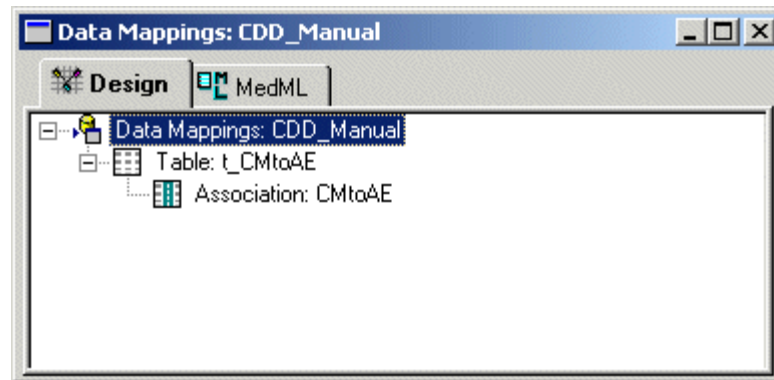 Data Mappings: CDD_Manual
Design MedML
Data Mappings: CDD_Manual
Table: t_CMtoAE
Association: CMtoAE